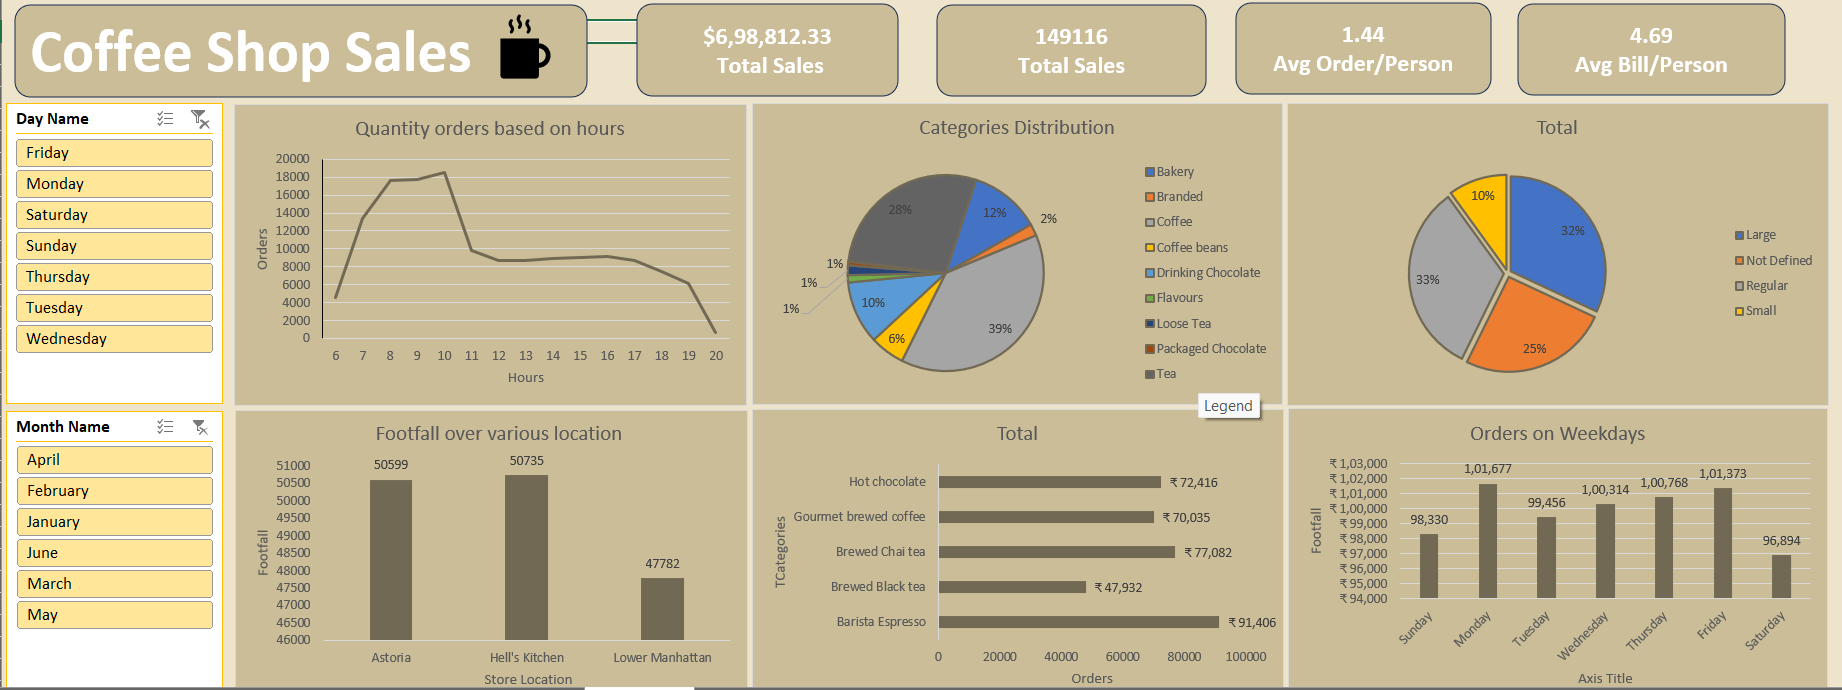 Coffee Shop Sales
$6,98,812.33
Total Sales
149116
Total Sales
1.44
Avg Order/Person
4.69
Avg Bill/Person
Day Name
Friday
Monday
Saturday
Sunday
Thursday
Tuesday
Wednesday
Month Name
April
February
January
June
March
May
Quantity orders based on hours
Orders
20000
18000
16000
14000
12000
10000
8000
6000
4000
2000
0
6 7 8 9 10 11 12 13 14 15 16 17 18 19 20
Hours
Categories Distribution
28%
12%
2%
39%
6%
10%
1%
1%
1%
Bakery
Branded
Coffee
Coffee beans
Drinking Chocolate
Flavours
Loose Tea
Packaged Chocolate
Tea
Legend
Total
10%
32%
33%
25%
Large
Not Defined
Regular
Small
Footfall over various location
Footfall
51000
50500
50000
49500
49000
48500
48000
47500
47000
46500
46000
50599
50735
47782
Astoria Hell's Kitchen Lower Manhattan
Store Location
Total
TCategories
Hot chocolate ₹ 72,416
Gourmet brewed coffee ₹ 70,035
Brewed Chai tea ₹ 77,082
Brewed Black tea ₹ 47,932
Barista Espresso ₹ 91,406
0 20000 40000 60000 80000 100000
Orders
Orders on Weekdays
Footfall
₹ 1,03,000
₹ 1,02,000
₹ 1,01,000
₹ 1,00,000
₹ 99,000
₹ 98,000
₹ 97,000
₹ 96,000
₹ 95,000
₹ 94,000
98,330
1,01,677
99,456
1,00,314
1,00,768
1,01,373
96,894
Sunday Monday Tuesday Wednesday Thursday Friday Saturday
Axis Title